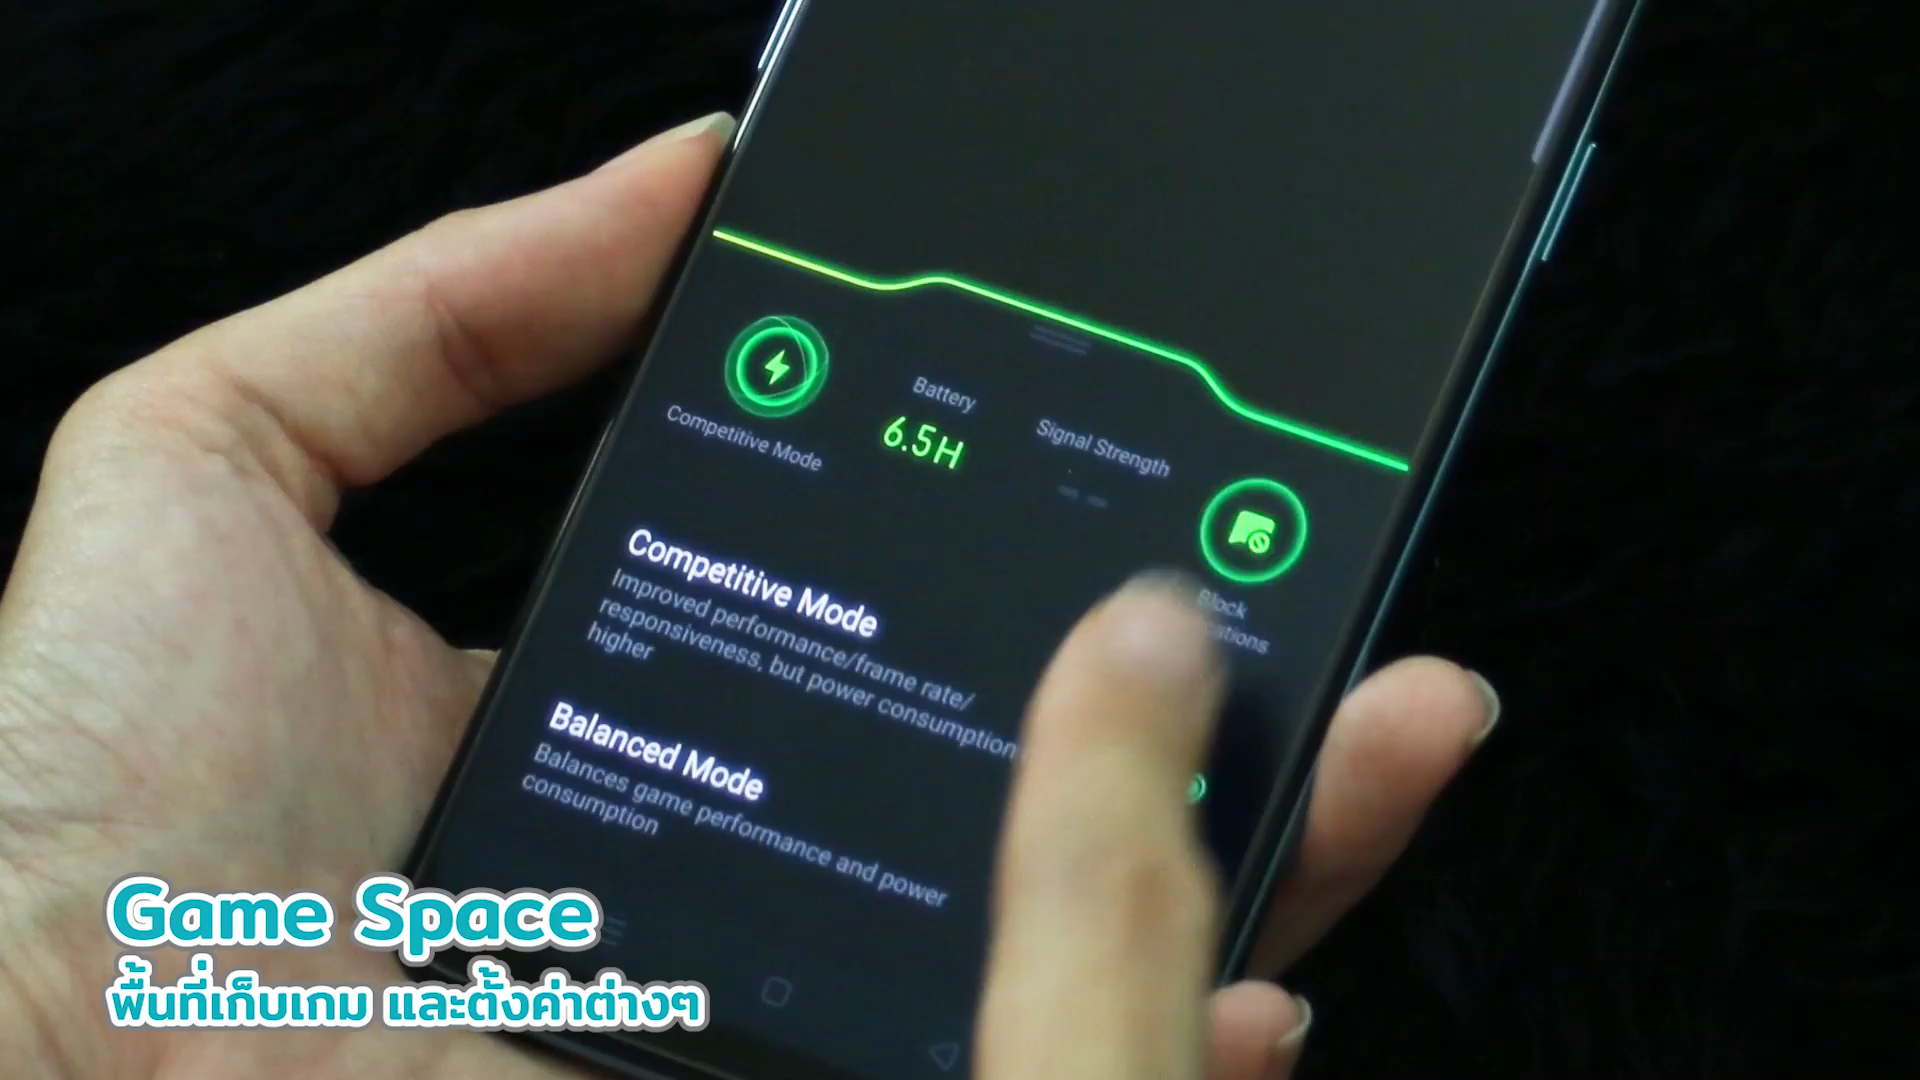 Battery
6.5H
Signal Strength
Competitive Mode
Block
Competitive Mode
Improved performance/frame rate/
responsiveness, but power consumption
higher
Balanced Mode
Balances game performance and power
consumption
Game Space
พื้นที่เก็บเกม และตั้งค่าต่างๆ